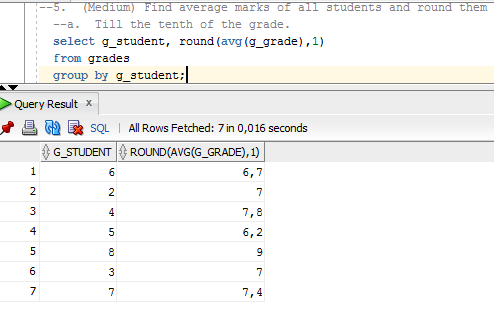 --5.  (Medium) Find average marks of all students and round them
--a.  Till the tenth of the grade.
select g_student, round(avg(g_grade),1)
from grades
group by g_student;
Query Result x
SQL | All Rows Fetched: 7 in 0,016 seconds
G_STUDENT ROUND(AVG(G_GRADE),1)
1 6 6,7
2 2 7
3 4 7,8
4 5 6,2
5 8 9
6 3 7
7 7 7,4